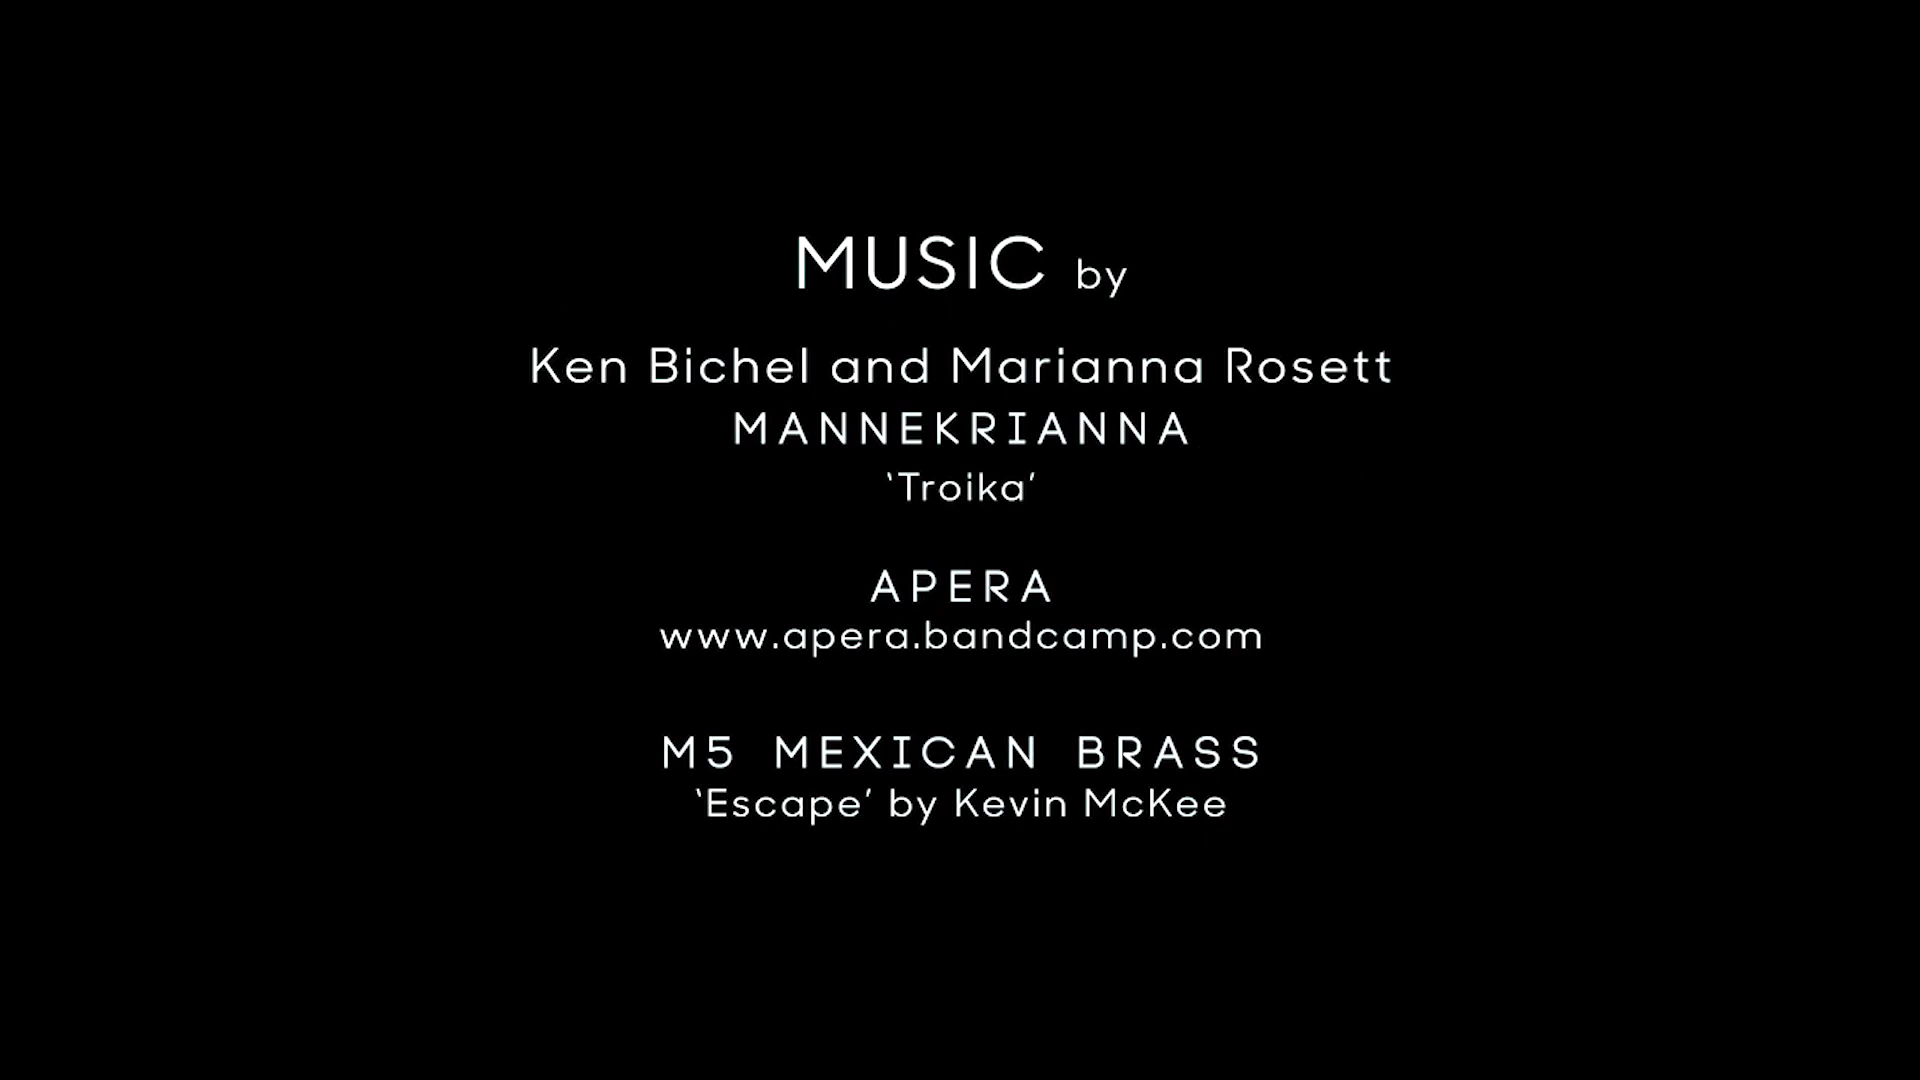 MUSIC by
Ken Bichel and Marianna Rosett
MANNEKRIANNA
‘Troika’
APERA
www.apera.bandcamp.com
M5 MEXICAN BRASS
‘Escape’ by Kevin McKee